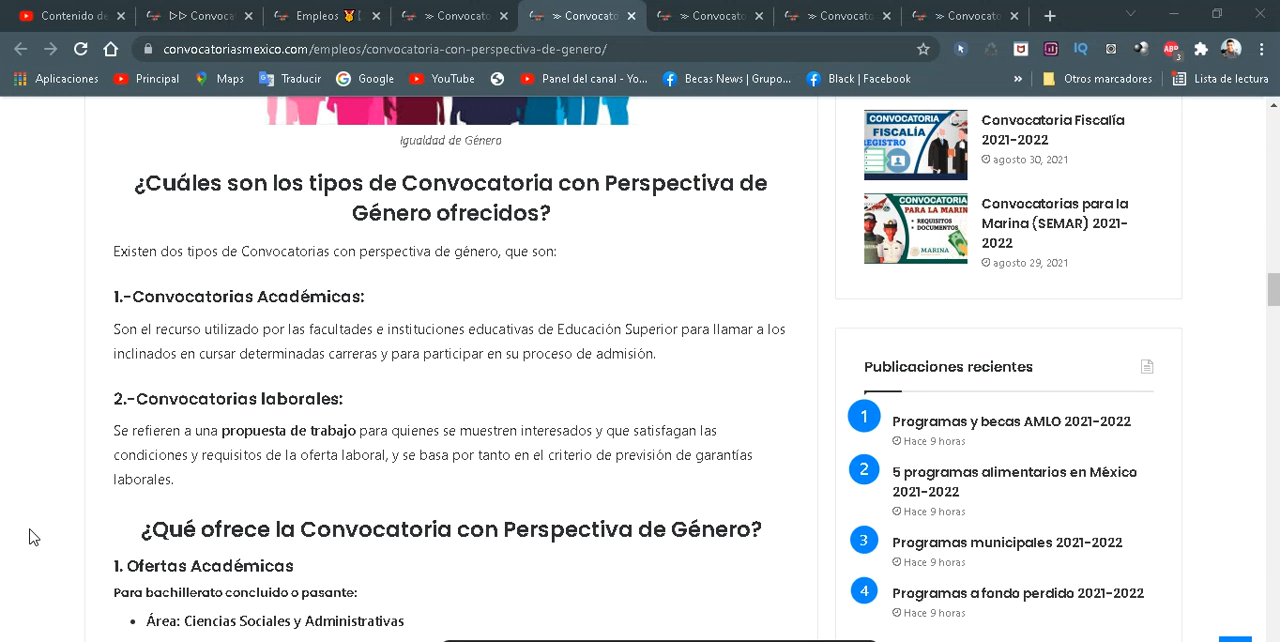 Contenido de
▷▷ Convoca
Empleos 🥇
» Convocato
» Convocato
» Convocato
» Convocato
» Convocato
convocatoriasmexico.com/empleos/convocatoria-con-perspectiva-de-genero/
ABP
3
IQ
Aplicaciones
Principal
Maps
Traducir
Google
YouTube
Panel del canal - Yo...
Becas News | Grupo...
Black | Facebook
»
Otros marcadores
Lista de lectura
Igualdad de Género
¿Cuáles son los tipos de Convocatoria con Perspectiva de
Género ofrecidos?
Existen dos tipos de Convocatorias con perspectiva de género, que son:
1.-Convocatorias Académicas:
Son el recurso utilizado por las facultades e instituciones educativas de Educación Superior para llamar a los
inclinados en cursar determinadas carreras y para participar en su proceso de admisión.
2.-Convocatorias laborales:
Se refieren a una propuesta de trabajo para quienes se muestren interesados y que satisfagan las
condiciones y requisitos de la oferta laboral, y se basa por tanto en el criterio de previsión de garantías
laborales.
¿Qué ofrece la Convocatoria con Perspectiva de Género?
1. Ofertas Académicas
Para bachillerato concluido o pasante:
• Área: Ciencias Sociales y Administrativas
CONVOCATORIA
FISCALÍA
REGISTRO
Convocatoria Fiscalía
2021-2022
agosto 30, 2021
CONVOCATORIA
PARA LA MARIN
• REQUISITOS
• DOCUMENTOS
MARINA
Convocatorias para la
Marina (SEMAR) 2021-
2022
agosto 29, 2021
Publicaciones recientes
1
Programas y becas AMLO 2021-2022
Hace 9 horas
2
5 programas alimentarios en México
2021-2022
Hace 9 horas
3
Programas municipales 2021-2022
Hace 9 horas
4
Programas a fondo perdido 2021-2022
Hace 9 horas